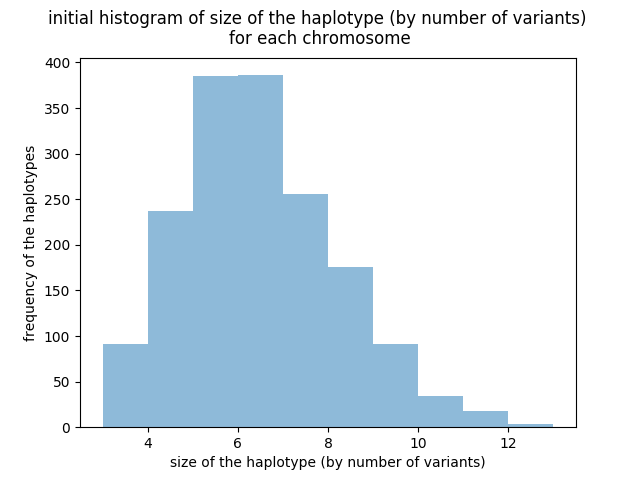 initial histogram of size of the haplotype (by number of variants)
for each chromosome
400
350
300
250
200
150
100
50
0
frequency of the haplotypes
4 6 8 10 12
size of the haplotype (by number of variants)